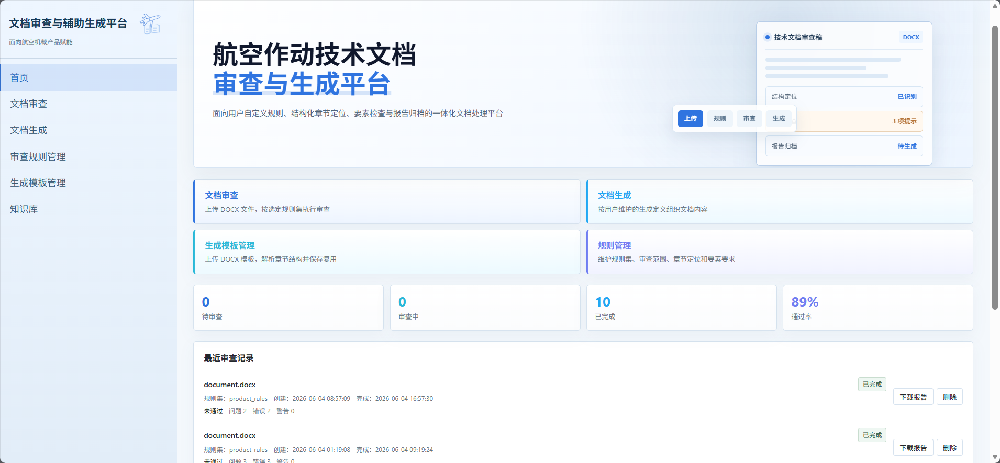 文档审查与辅助生成平台
面向航空机载产品赋能
首页
文档审查
文档生成
审查规则管理
生成模板管理
知识库
航空作动技术文档
审查与生成平台
面向用户自定义规则、结构化章节定位、要素检查与报告归档的一体化文档处理平台
技术文档审查稿 DOCX
结构定位 已识别
上传 规则 审查 生成
3 项提示
报告归档 待生成
文档审查
上传 DOCX 文件，按选定规则集执行审查
文档生成
按用户维护的生成定义组织文档内容
生成模板管理
上传 DOCX 模板，解析章节结构并保存复用
规则管理
维护规则集、审查范围、章节定位和要素要求
0
待审查
0
审查中
10
已完成
89%
通过率
最近审查记录
document.docx 已完成
规则集：product_rules 创建：2026-06-04 08:57:09 完成：2026-06-04 16:57:30 下载报告 删除
未通过 问题 2 错误 2 警告 0
document.docx 已完成
规则集：product_rules 创建：2026-06-04 01:19:08 完成：2026-06-04 09:19:24 下载报告 删除
未通过 问题 3 错误 3 警告 0